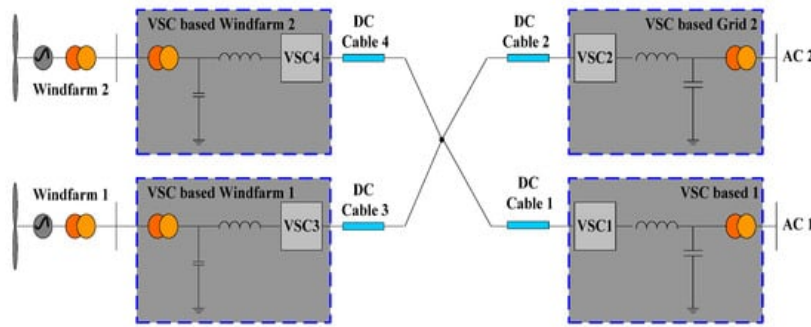 VSC based Windfarm 2
DC
Cable 4
DC
Cable 2
VSC based Grid 2
VSC4
VSC2
AC 2
Windfarm 2
Windfarm 1
VSC based Windfarm 1
DC
Cable 3
DC
Cable 1
VSC based 1
VSC3
VSC1
AC 1